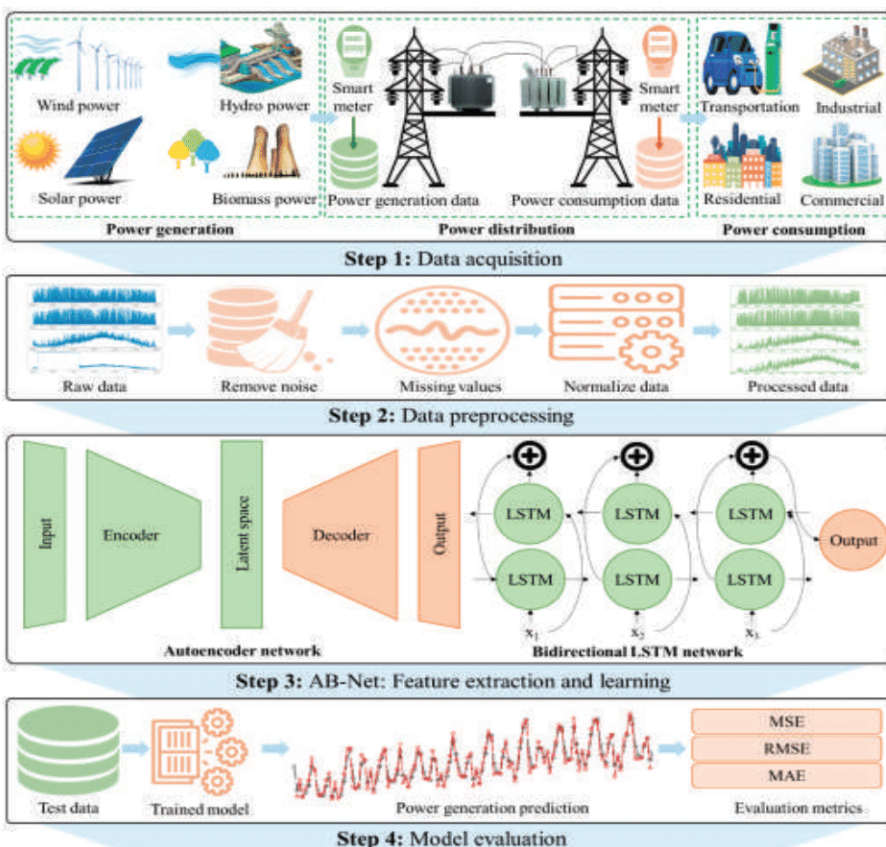 Wind power
Hydro power
Smart
meter
Smart
meter
Transportation
Industrial
Solar power
Biomass power
Power generation data
Power consumption data
Residential
Commercial
Power generation
Power distribution
Power consumption
Step 1: Data acquisition
Raw data
Remove noise
Missing values
Normalize data
Processed data
Step 2: Data preprocessing
Input
Encoder
Latent space
Decoder
Output
LSTM
LSTM
LSTM
LSTM
LSTM
LSTM
Output
x₁
x₂
x₃
Autoencoder network
Bidirectional LSTM network
Step 3: AB-Net: Feature extraction and learning
MSE
RMSE
MAE
Test data
Trained model
Power generation prediction
Evaluation metrics
Step 4: Model evaluation